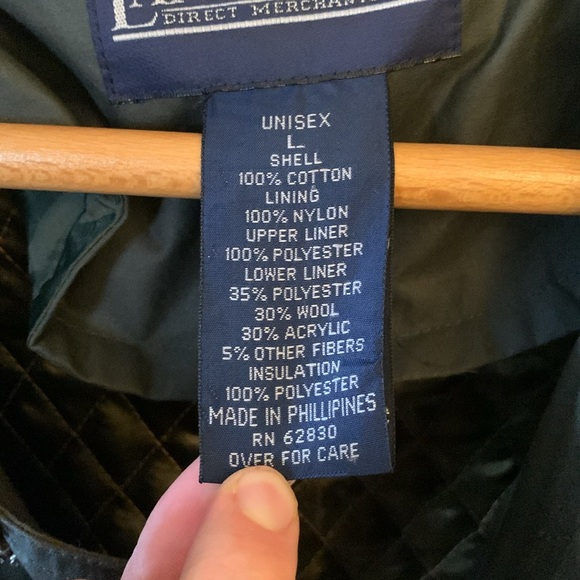 DIRECT MERCHANT
UNISEX
L
SHELL
100% COTTON
LINING
100% NYLON
UPPER LINER
100% POLYESTER
LOWER LINER
35% POLYESTER
30% WOOL
30% ACRYLIC
5% OTHER FIBERS
INSULATION
100% POLYESTER
MADE IN PHILLIPINES
RN 62830
OVER FOR CARE